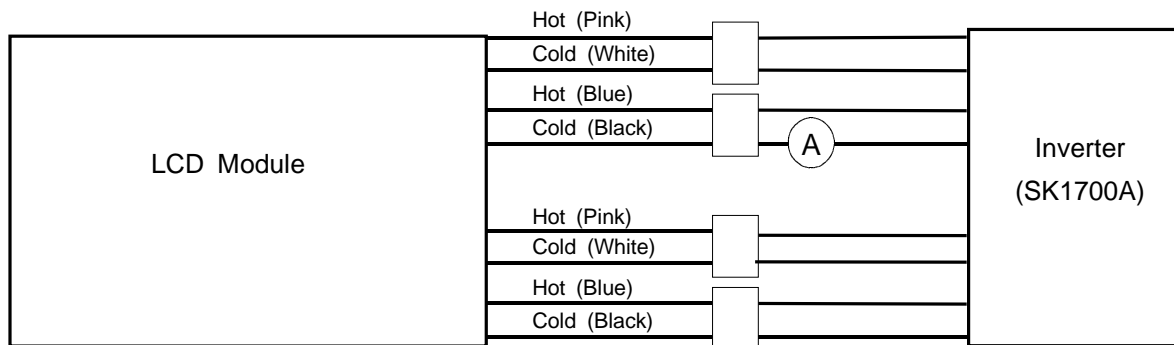 Hot (Pink)
Cold (White)
Hot (Blue)
Cold (Black)
A
LCD Module
Inverter
(SK1700A)
Hot (Pink)
Cold (White)
Hot (Blue)
Cold (Black)